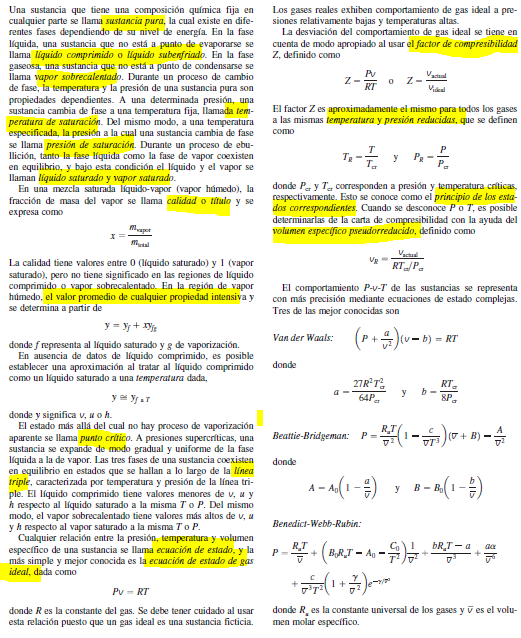 Una sustancia que tiene una composición química fija en
cualquier parte se llama sustancia pura, la cual existe en dife-
rentes fases dependiendo de su nivel de energía. En la fase
líquida, una sustancia que no está a punto de evaporarse se
llama líquido comprimido o líquido subenfriado. En la fase
gaseosa, una sustancia que no está a punto de condensarse se
llama vapor sobrecalentado. Durante un proceso de cambio
de fase, la temperatura y la presión de una sustancia pura son
propiedades dependientes. A una determinada presión, una
sustancia cambia de fase a una temperatura fija, llamada tem-
peratura de saturación. Del mismo modo, a una temperatura
especificada, la presión a la cual una sustancia cambia de fase
se llama presión de saturación. Durante un proceso de ebu-
llición, tanto la fase líquida como la fase de vapor coexisten
en equilibrio, y bajo esta condición el líquido y el vapor se
llaman líquido saturado y vapor saturado.
En una mezcla saturada líquido-vapor (vapor húmedo), la
fracción de masa del vapor se llama calidad o título y se
expresa como
x = m_vapor / m_total
La calidad tiene valores entre 0 (líquido saturado) y 1 (vapor
saturado), pero no tiene significado en las regiones de líquido
comprimido o vapor sobrecalentado. En la región de vapor
húmedo, el valor promedio de cualquier propiedad intensiva y
se determina a partir de
y = y_f + xy_fg
donde f representa al líquido saturado y g de vaporización.
En ausencia de datos de líquido comprimido, es posible
establecer una aproximación al tratar al líquido comprimido
como un líquido saturado a la temperatura dada,
y ≅ y_f a T
donde y significa v, u o h.
El estado más allá del cual no hay proceso de vaporización
aparente se llama punto crítico. A presiones supercríticas, una
sustancia se expande de modo gradual y uniforme de la fase
líquida a la de vapor. Las tres fases de una sustancia coexisten
en equilibrio en estados que se hallan a lo largo de la línea
triple, caracterizada por temperatura y presión de la línea tri-
ple. El líquido comprimido tiene valores menores de v, u y
h respecto al líquido saturado a la misma T o P. Del mismo
modo, el vapor sobrecalentado tiene valores más altos de v, u
y h respecto al vapor saturado a la misma T o P.
Cualquier relación entre la presión, temperatura y volumen
específico de una sustancia se llama ecuación de estado, y la
más simple y mejor conocida es la ecuación de estado de gas
ideal, dada como
Pv = RT
donde R es la constante del gas. Se debe tener cuidado al usar
esta relación puesto que un gas ideal es una sustancia ficticia.
Los gases reales exhiben comportamiento de gas ideal a pre-
siones relativamente bajas y temperaturas altas.
La desviación del comportamiento de gas ideal se tiene en
cuenta de modo apropiado al usar el factor de compresibilidad
Z, definido como
Z = Pv / RT o Z = v_actual / v_ideal
El factor Z es aproximadamente el mismo para todos los gases
a las mismas temperatura y presión reducidas, que se definen
como
T_R = T / T_cr y P_R = P / P_cr
donde P_cr y T_cr corresponden a presión y temperatura críticas,
respectivamente. Esto se conoce como el principio de los esta-
dos correspondientes. Cuando se desconoce P o T, es posible
determinarlas de la carta de compresibilidad con la ayuda del
volumen específico pseudorreducido, definido como
v_R = v_actual / (RT_cr/P_cr)
El comportamiento P-v-T de las sustancias se representa
con más precisión mediante ecuaciones de estado complejas.
Tres de las mejor conocidas son
Van der Waals: (P + a/v²)(v − b) = RT
donde
a = 27R²T²_cr / 64P_cr y b = RT_cr / 8P_cr
Beattie-Bridgeman: P = R_uT/v̄² (1 − c/v̄T³)(v̄ + B) − A/v̄²
donde
A = A₀(1 − a/v̄) y B = B₀(1 − b/v̄)
Benedict-Webb-Rubin:
P = R_uT/v̄ + (B₀R_uT − A₀ − C₀/T²) 1/v̄² + (bR_uT − a)/v̄³ + aα/v̄⁶
+ c/v̄³T² (1 + γ/v̄²) e^(−γ/v̄²)
donde R_u es la constante universal de los gases y v̄ es el volu-
men molar específico.